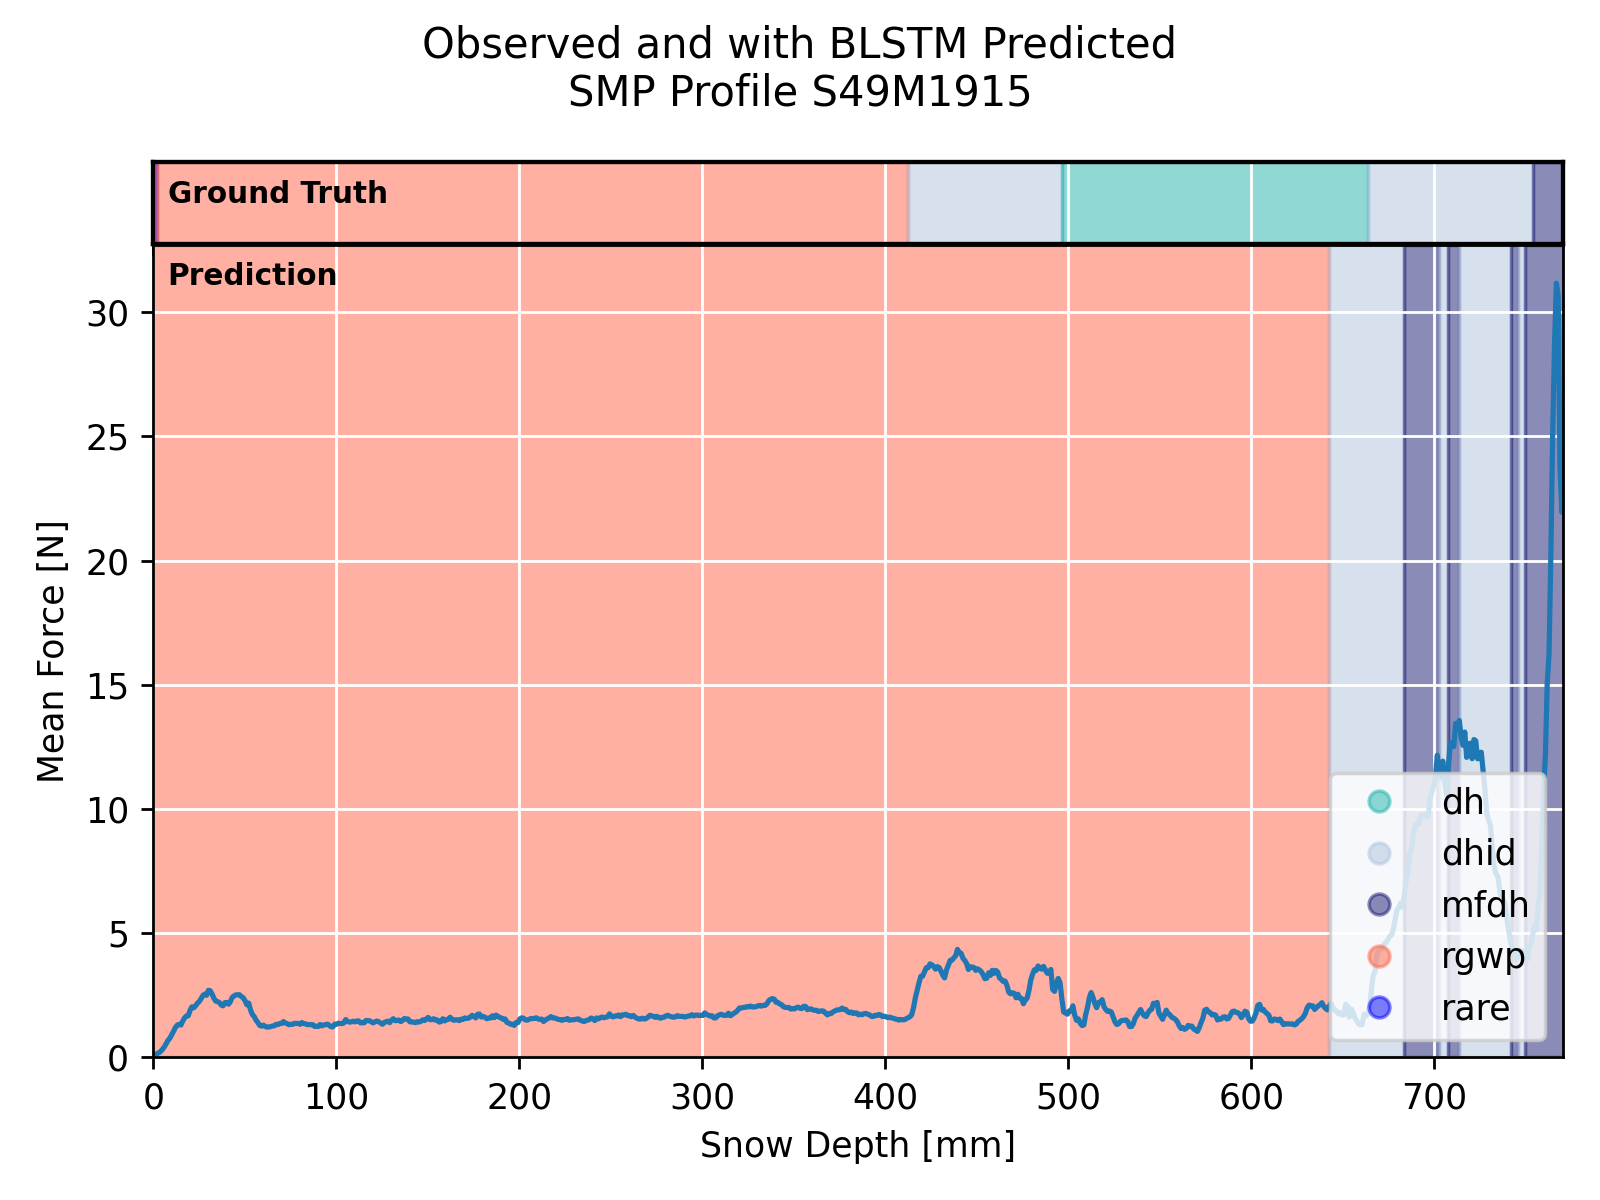 Observed and with BLSTM Predicted
SMP Profile S49M1915
Ground Truth
Prediction
Mean Force [N]
30
25
20
15
10
5
0
dh
dhid
mfdh
rgwp
rare
0 100 200 300 400 500 600 700
Snow Depth [mm]